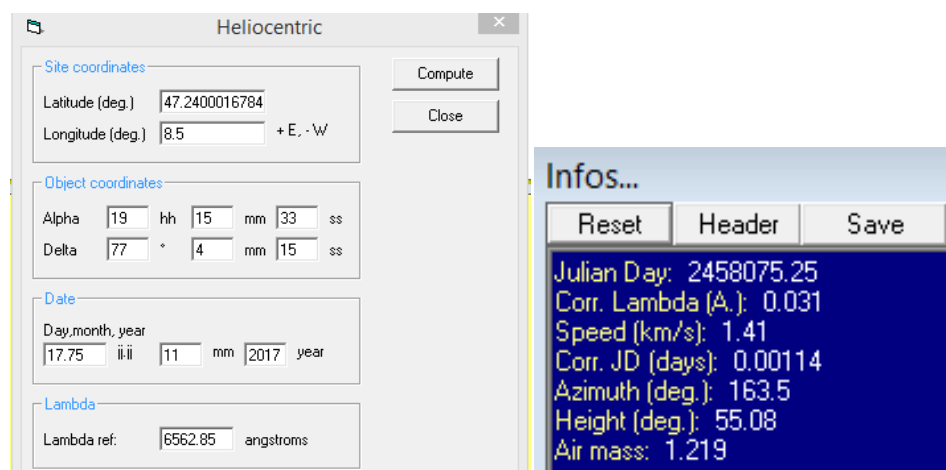 Heliocentric
Site coordinates
Latitude (deg.) 47.2400016784
Longitude (deg.) 8.5 + E, - W
Compute
Close
Object coordinates
Alpha 19 hh 15 mm 33 ss
Delta 77 ° 4 mm 15 ss
Date
Day,month, year
17.75 jj.jj 11 mm 2017 year
Lambda
Lambda ref: 6562.85 angstroms
Infos...
Reset Header Save
Julian Day: 2458075.25
Corr. Lambda (A.): 0.031
Speed (km/s): 1.41
Corr. JD (days): 0.00114
Azimuth (deg.): 163.5
Height (deg.): 55.08
Air mass: 1.219